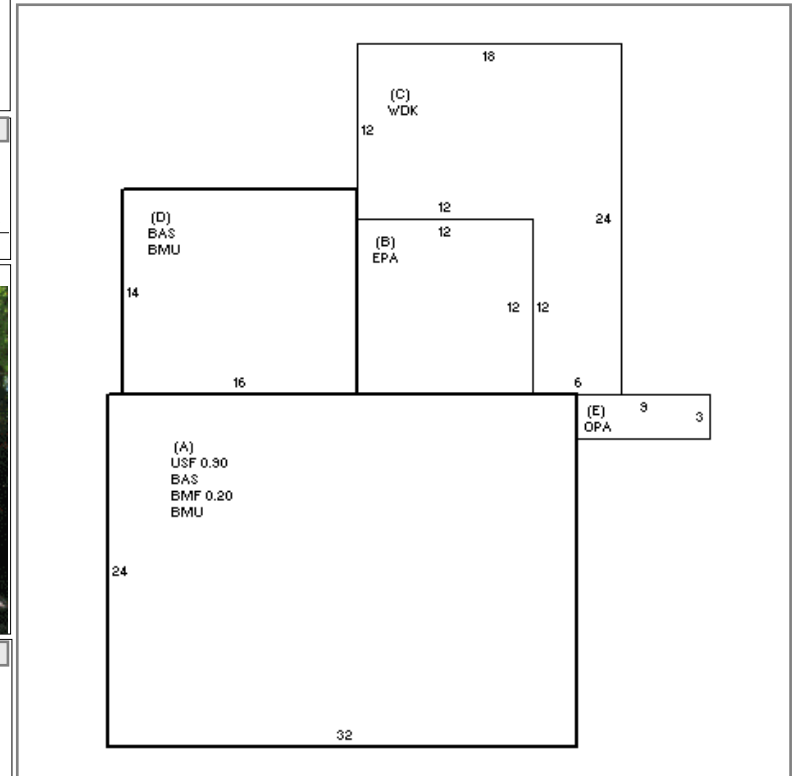 18
(C)
WDK
12
12
(D)
BAS
BMU
24
12
(B)
EPA
14
12 12
16
6
(E)
OPA
9
3
(A)
USF 0.90
BAS
BMF 0.20
BMU
24
32